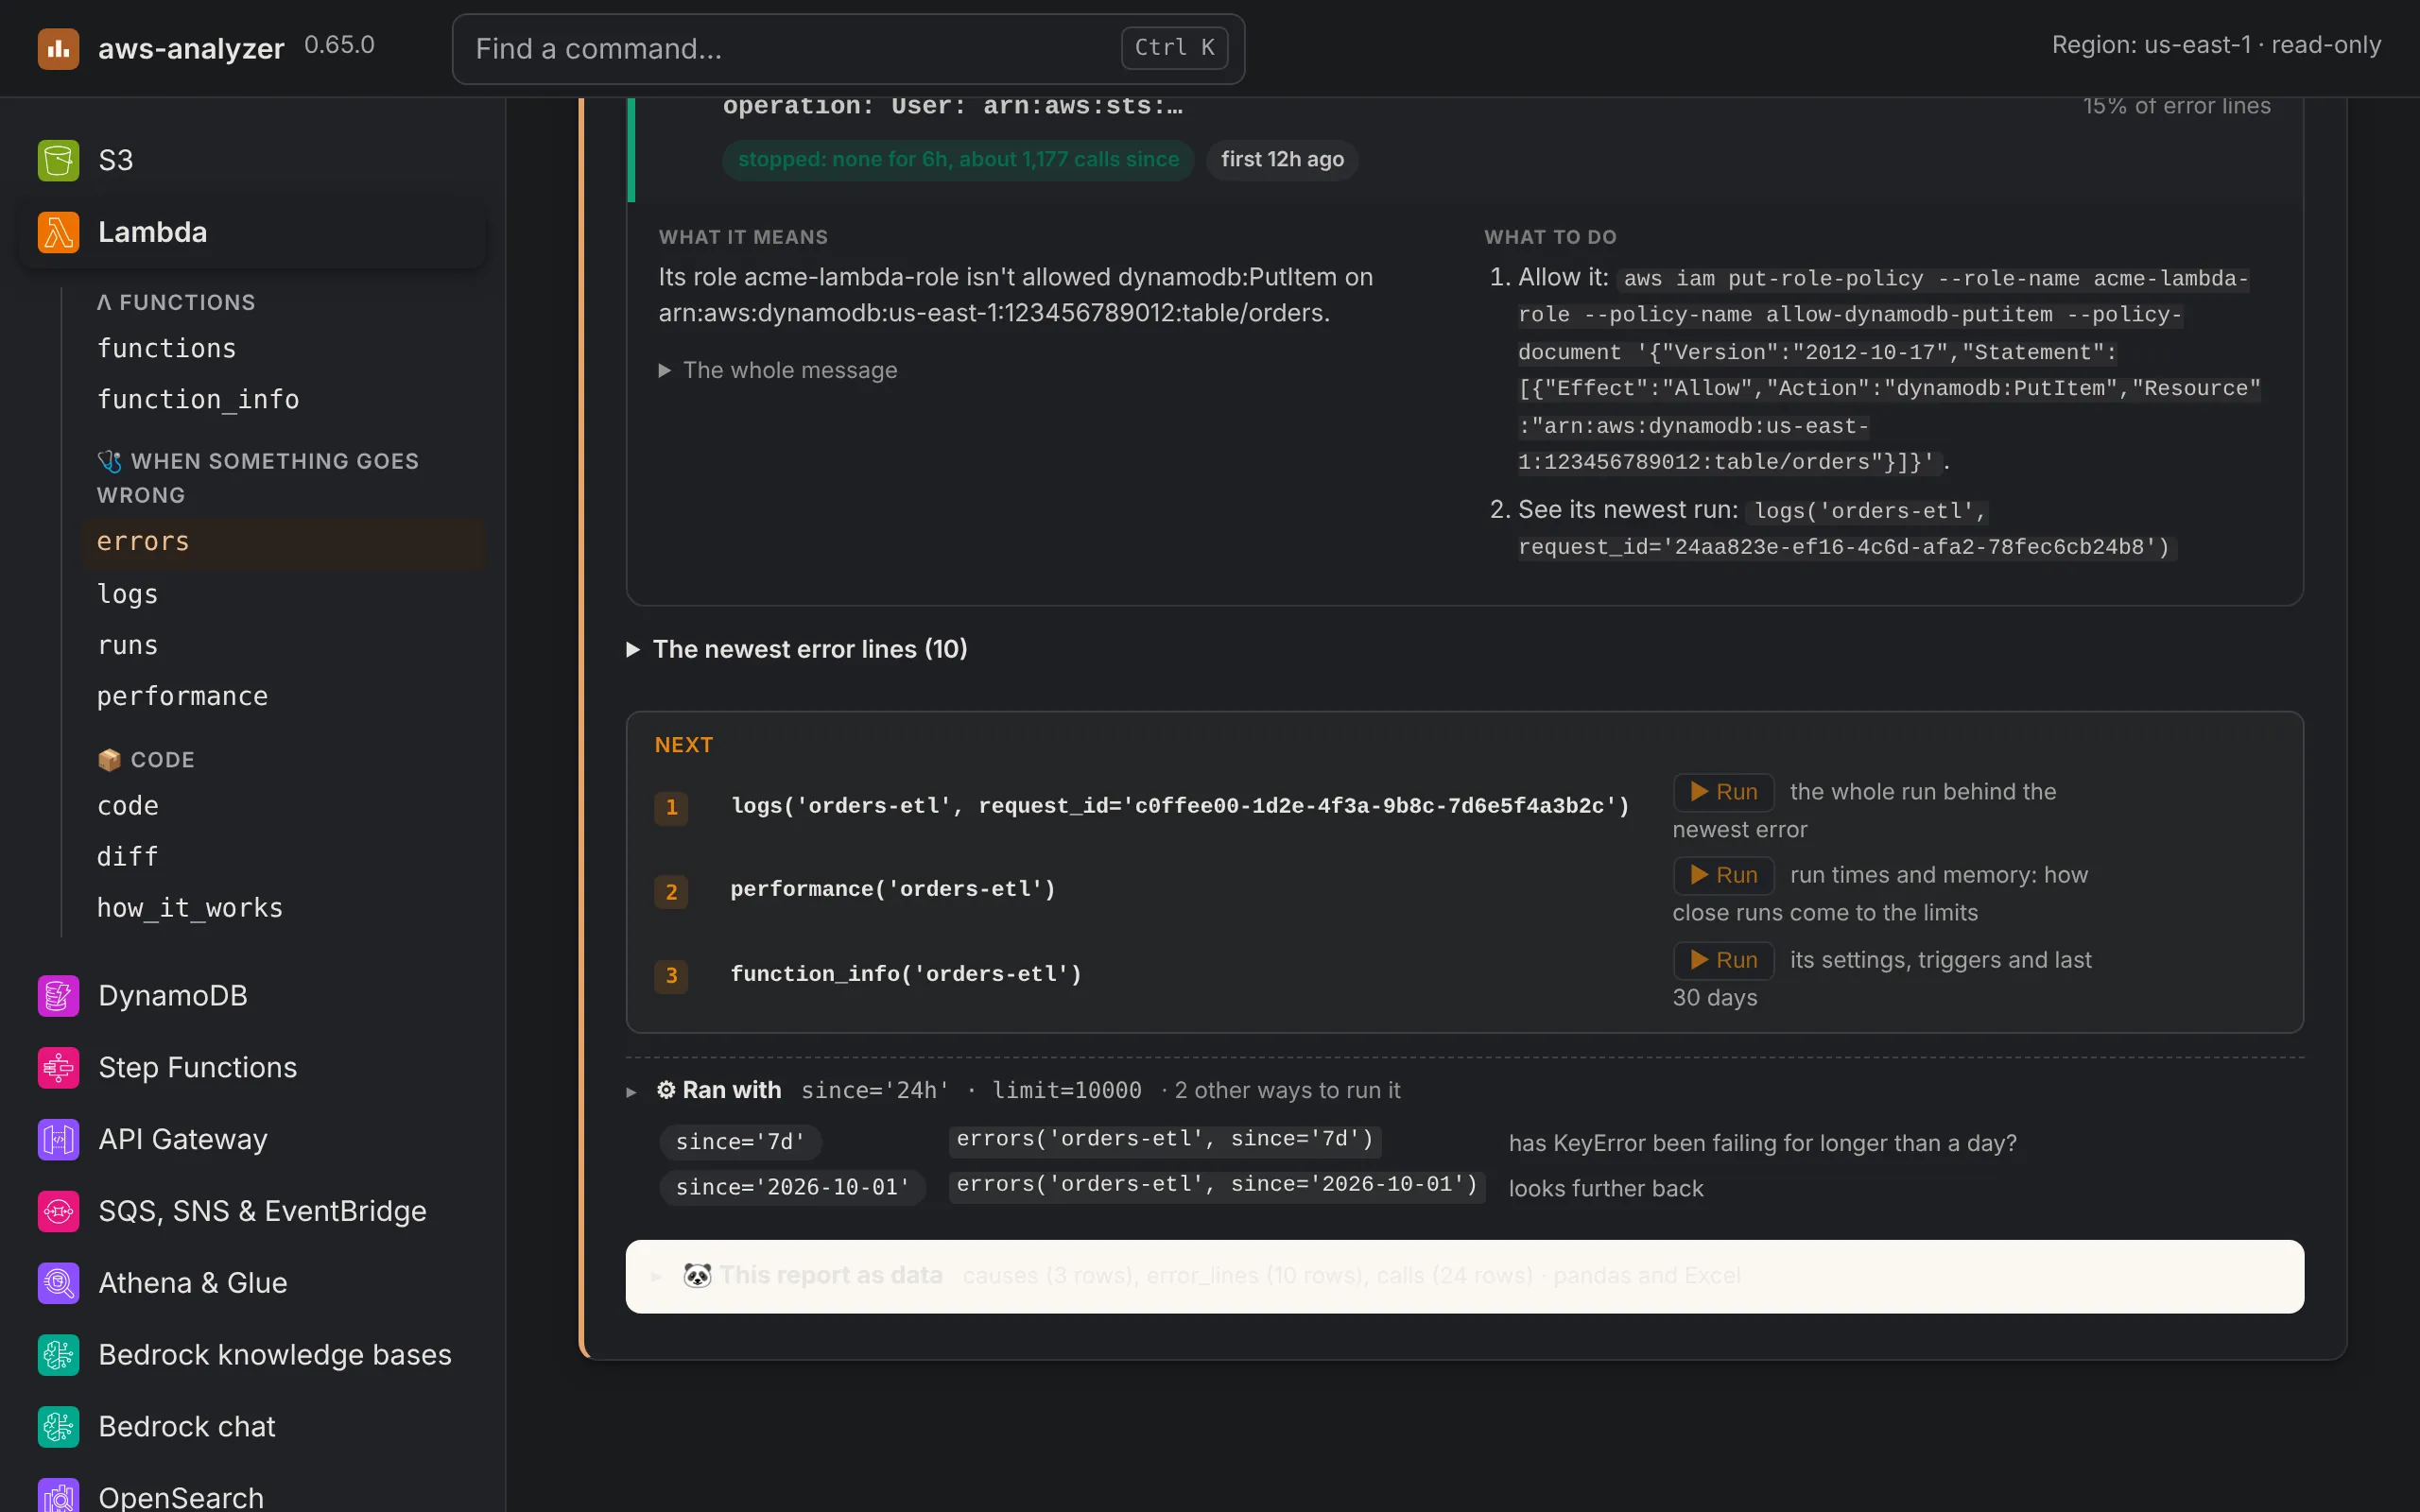 aws-analyzer 0.65.0
Find a command...
Ctrl K
Region: us-east-1 · read-only
S3
Lambda
Λ FUNCTIONS
functions
function_info
🩺 WHEN SOMETHING GOES
WRONG
errors
logs
runs
performance
📦 CODE
code
diff
how_it_works
DynamoDB
Step Functions
API Gateway
SQS, SNS & EventBridge
Athena & Glue
Bedrock knowledge bases
Bedrock chat
OpenSearch
operation: User: arn:aws:sts:…
15% of error lines
stopped: none for 6h, about 1,177 calls since
first 12h ago
WHAT IT MEANS
Its role acme-lambda-role isn't allowed dynamodb:PutItem on
arn:aws:dynamodb:us-east-1:123456789012:table/orders.
▶ The whole message
WHAT TO DO
1. Allow it: aws iam put-role-policy --role-name acme-lambda-
role --policy-name allow-dynamodb-putitem --policy-
document '{"Version":"2012-10-17","Statement":
[{"Effect":"Allow","Action":"dynamodb:PutItem","Resource"
:"arn:aws:dynamodb:us-east-
1:123456789012:table/orders"}]}'.
2. See its newest run: logs('orders-etl',
request_id='24aa823e-ef16-4c6d-afa2-78fec6cb24b8')
▶ The newest error lines (10)
NEXT
1 logs('orders-etl', request_id='c0ffee00-1d2e-4f3a-9b8c-7d6e5f4a3b2c')
▶ Run the whole run behind the
newest error
2 performance('orders-etl')
▶ Run run times and memory: how
close runs come to the limits
3 function_info('orders-etl')
▶ Run its settings, triggers and last
30 days
▶ ⚙ Ran with since='24h' · limit=10000 · 2 other ways to run it
since='7d' errors('orders-etl', since='7d') has KeyError been failing for longer than a day?
since='2026-10-01' errors('orders-etl', since='2026-10-01') looks further back
▶ 🐼 This report as data causes (3 rows), error_lines (10 rows), calls (24 rows) · pandas and Excel